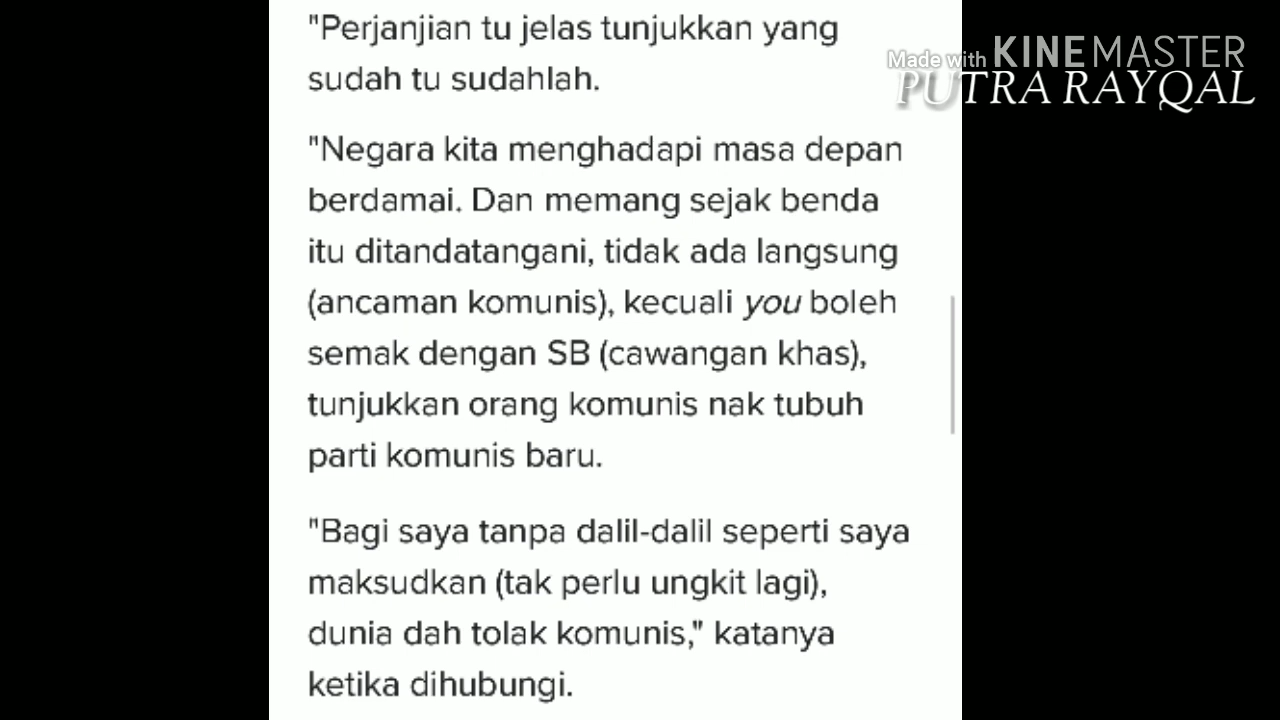 "Perjanjian tu jelas tunjukkan yang
sudah tu sudahlah.
Made with KINEMASTER
PUTRA RAYQAL
"Negara kita menghadapi masa depan
berdamai. Dan memang sejak benda
itu ditandatangani, tidak ada langsung
(ancaman komunis), kecuali you boleh
semak dengan SB (cawangan khas),
tunjukkan orang komunis nak tubuh
parti komunis baru.
"Bagi saya tanpa dalil-dalil seperti saya
maksudkan (tak perlu ungkit lagi),
dunia dah tolak komunis," katanya
ketika dihubungi.